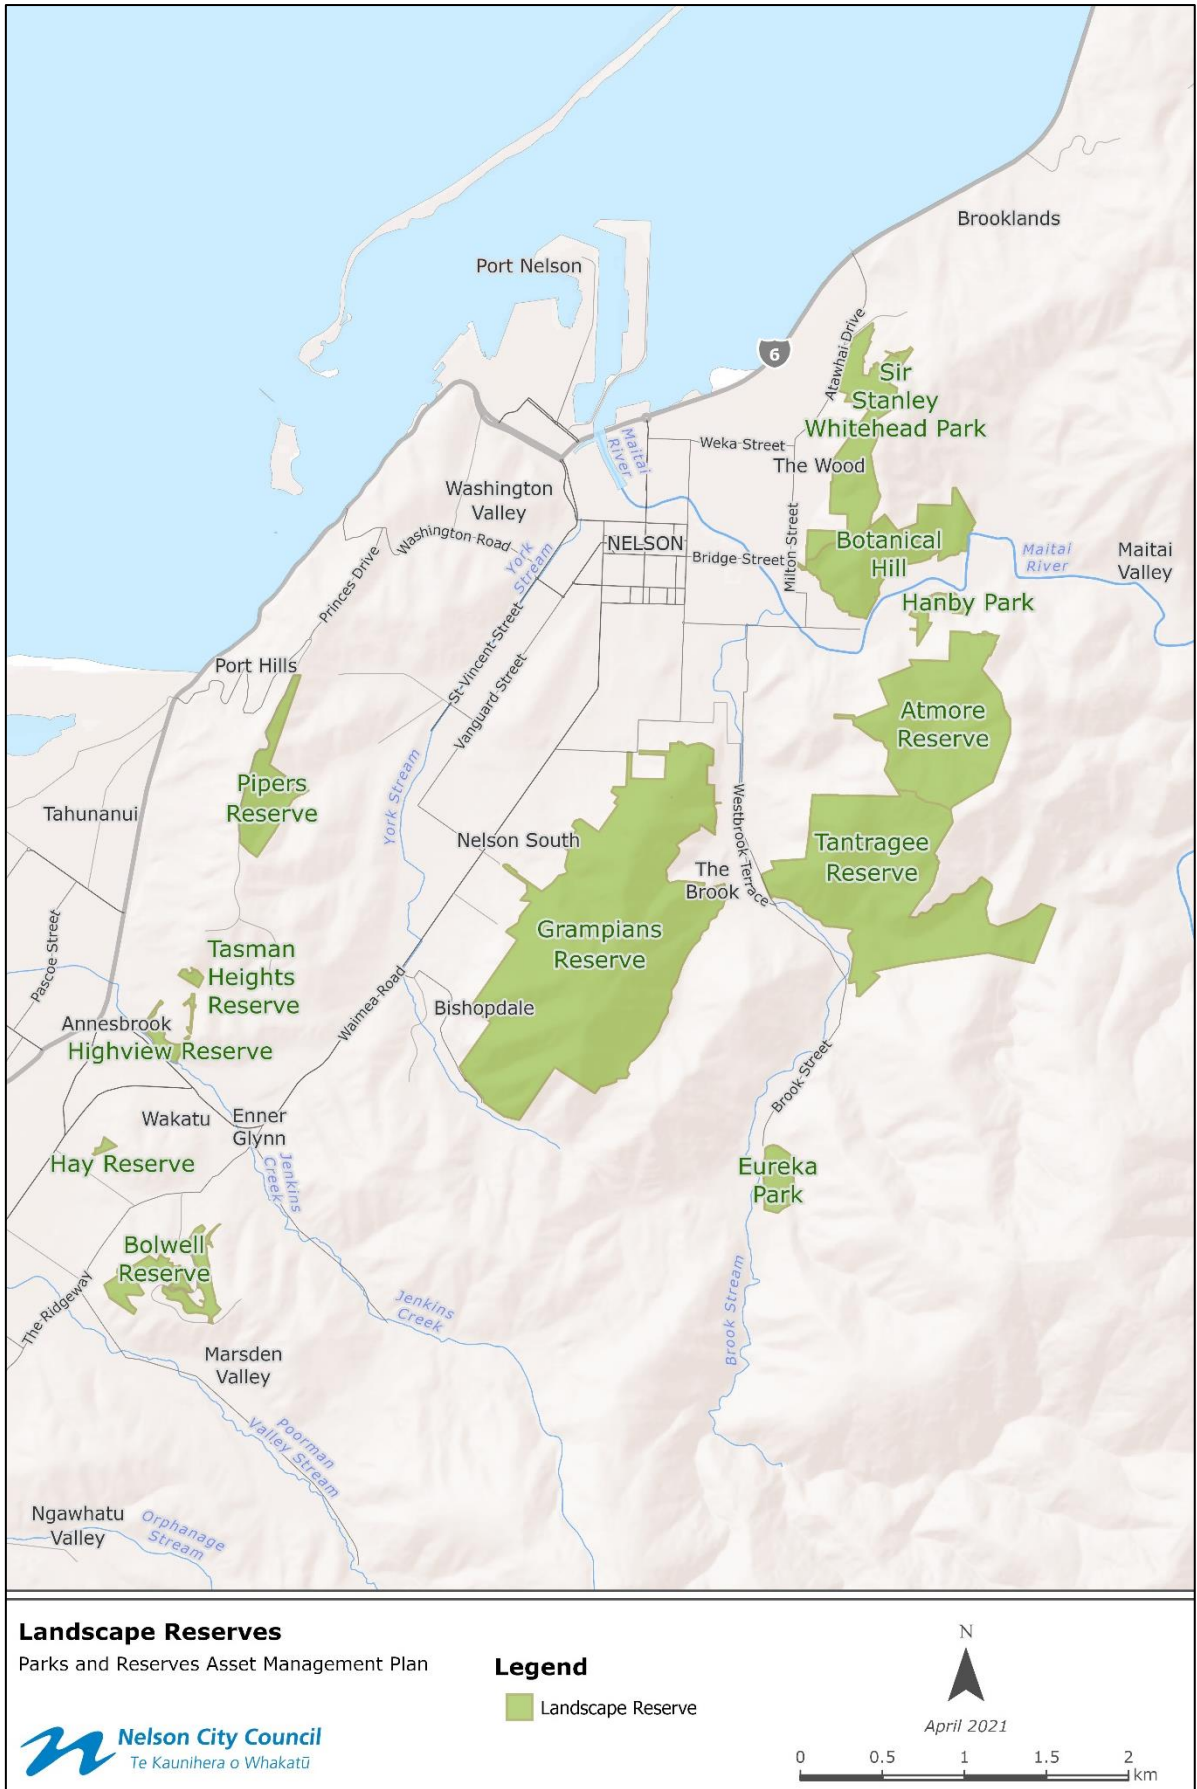 Brooklands
Port Nelson
6
Atawhai Drive
Sir
Stanley
Whitehead Park
Maitai
River
Weka Street
The Wood
Washington
Valley
Washington Road
York
Stream
NELSON
Bridge Street
Milton Street
Botanical
Hill
Maitai
River
Maitai
Valley
Hanby Park
Princes Drive
St Vincent Street
Vanguard Street
Port Hills
Atmore
Reserve
Pipers
Reserve
York Stream
Tahunanui
Nelson South
Westbrook Terrace
The
Brook
Tantragee
Reserve
Grampians
Reserve
Pascoe Street
Tasman
Heights
Reserve
Waimea Road
Bishopdale
Annesbrook
Highview Reserve
Brook Street
Wakatu
Enner
Glynn
Jenkins
Creek
Hay Reserve
Eureka
Park
Bolwell
Reserve
The Ridgeway
Jenkins
Creek
Brook Stream
Marsden
Valley
Poorman
Valley Stream
Ngawhatu
Valley
Orphanage
Stream
Landscape Reserves
Parks and Reserves Asset Management Plan
Legend
Landscape Reserve
N
April 2021
Nelson City Council
Te Kaunihera o Whakatū
0 0.5 1 1.5 2
km